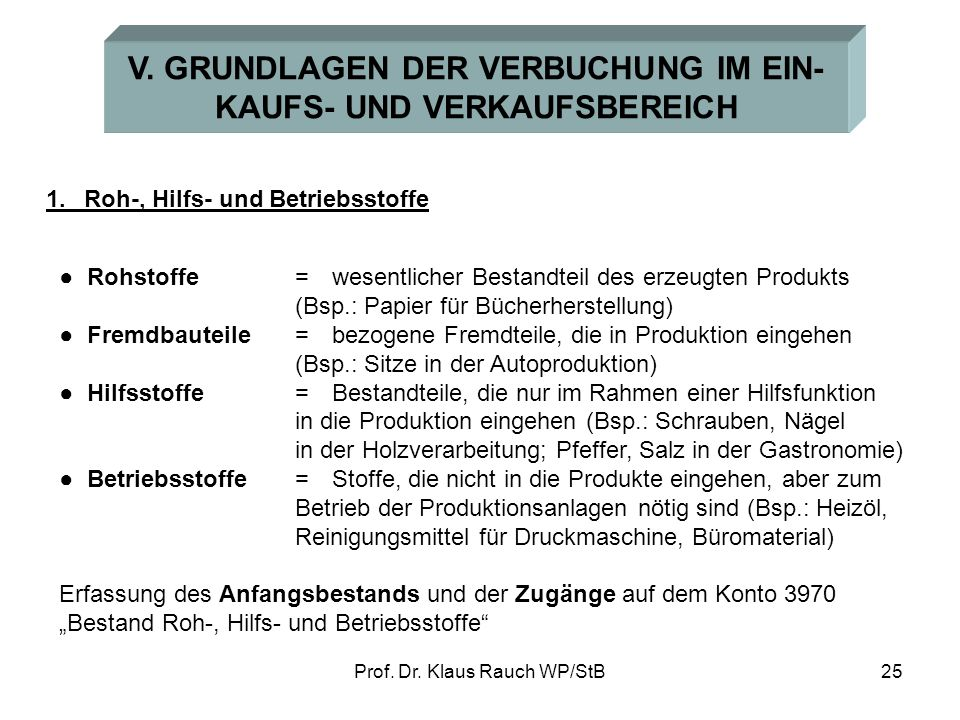 V. GRUNDLAGEN DER VERBUCHUNG IM EIN-
KAUFS- UND VERKAUFSBEREICH
1. Roh-, Hilfs- und Betriebsstoffe
● Rohstoffe = wesentlicher Bestandteil des erzeugten Produkts
(Bsp.: Papier für Bücherherstellung)
● Fremdbauteile = bezogene Fremdteile, die in Produktion eingehen
(Bsp.: Sitze in der Autoproduktion)
● Hilfsstoffe = Bestandteile, die nur im Rahmen einer Hilfsfunktion
in die Produktion eingehen (Bsp.: Schrauben, Nägel
in der Holzverarbeitung; Pfeffer, Salz in der Gastronomie)
● Betriebsstoffe = Stoffe, die nicht in die Produkte eingehen, aber zum
Betrieb der Produktionsanlagen nötig sind (Bsp.: Heizöl,
Reinigungsmittel für Druckmaschine, Büromaterial)
Erfassung des Anfangsbestands und der Zugänge auf dem Konto 3970
„Bestand Roh-, Hilfs- und Betriebsstoffe“
Prof. Dr. Klaus Rauch WP/StB 25